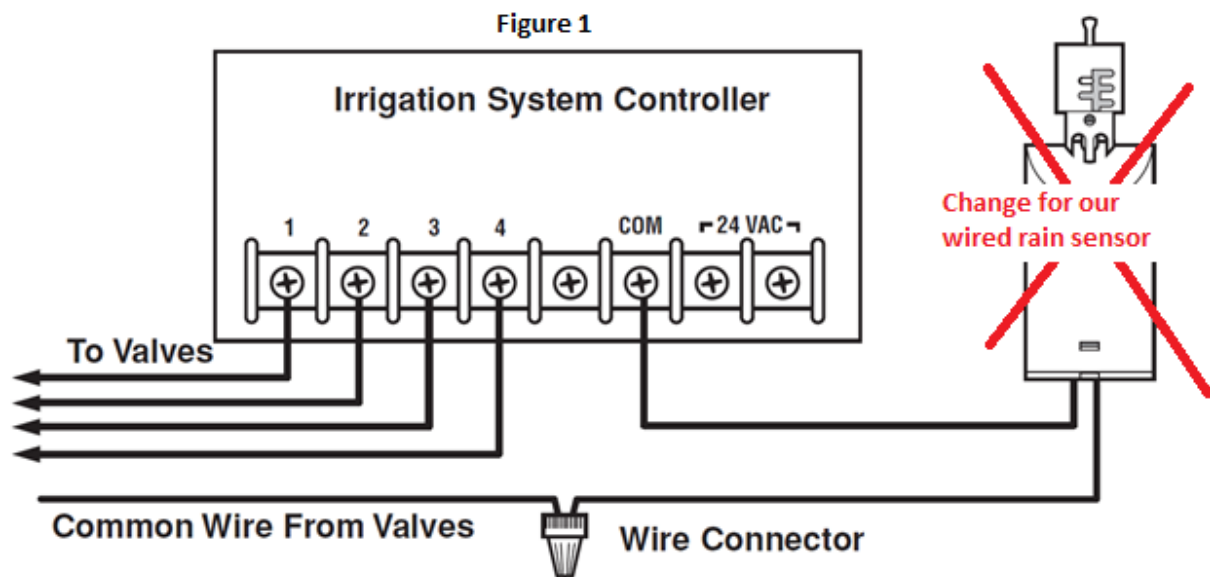 Figure 1
Irrigation System Controller
1 2 3 4 COM 24 VAC
Change for our
wired rain sensor
To Valves
Common Wire From Valves
Wire Connector